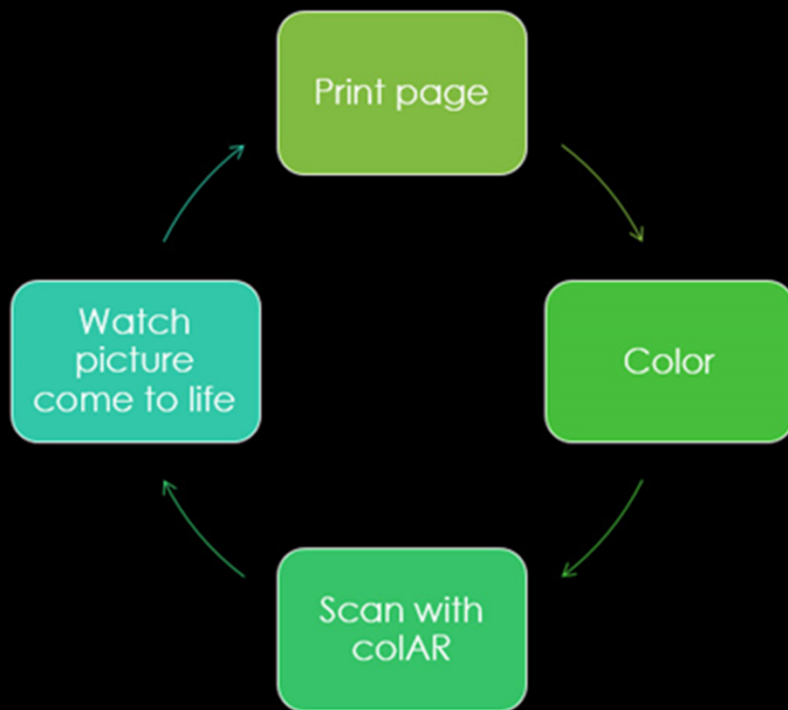 Print page
Color
Scan with
colAR
Watch
picture
come to life